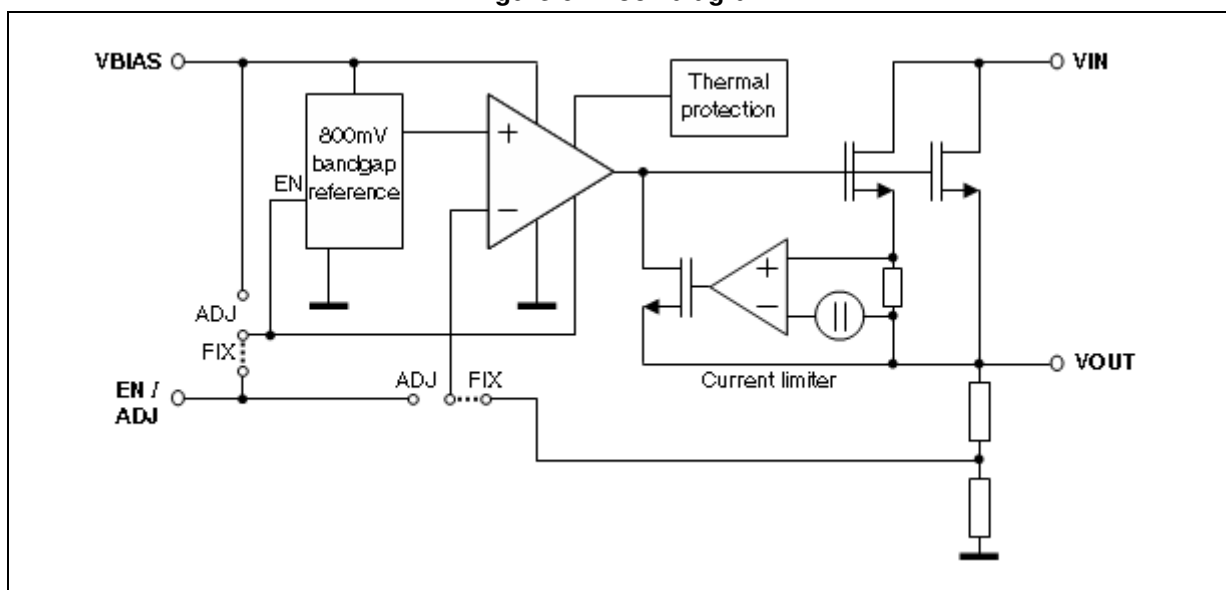 VBIAS
VIN
Thermal
protection
800mV
bandgap
reference
EN
+
−
+
−
ADJ
FIX
EN /
ADJ
ADJ FIX
Current limiter
VOUT